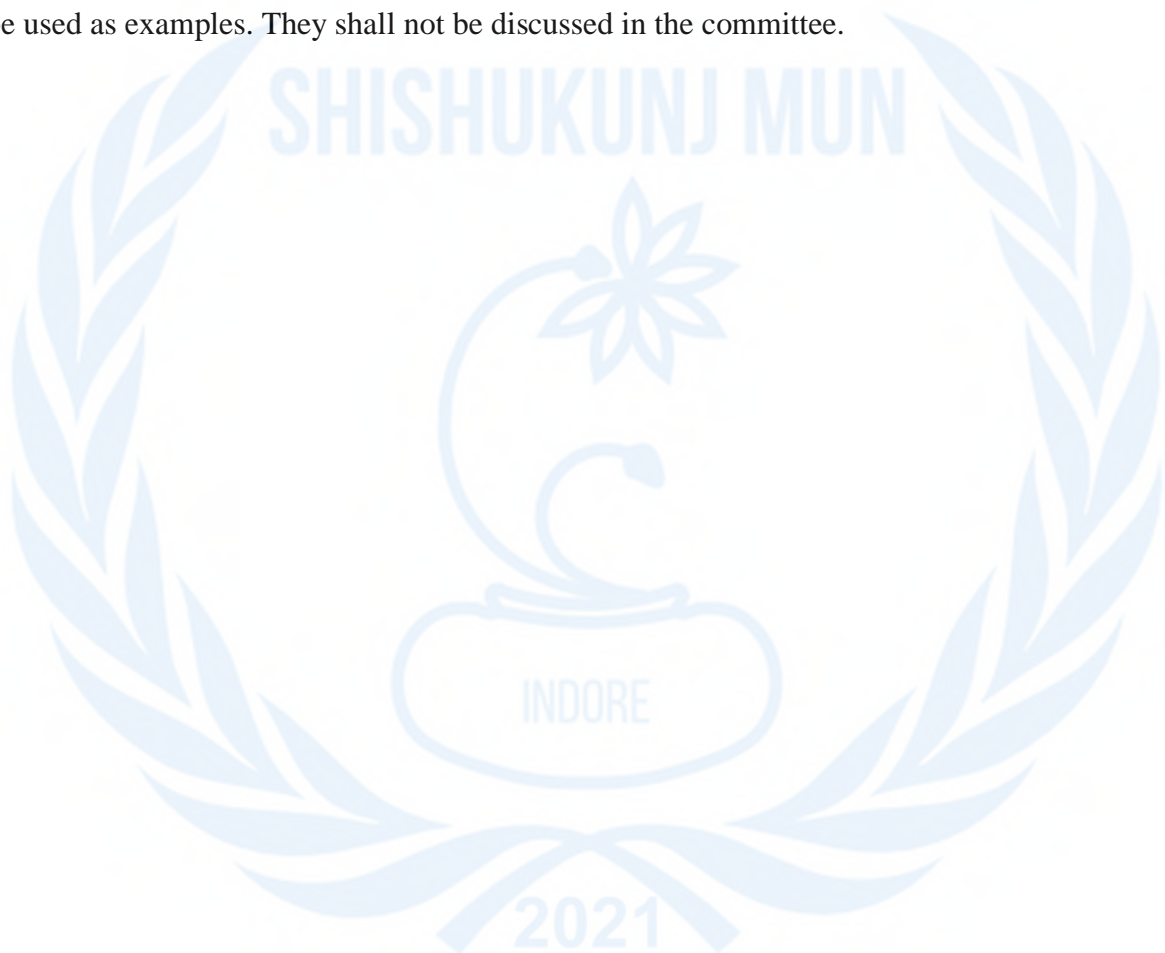 e used as examples. They shall not be discussed in the committee.
SHISHUKUNJ MUN
INDORE
2021